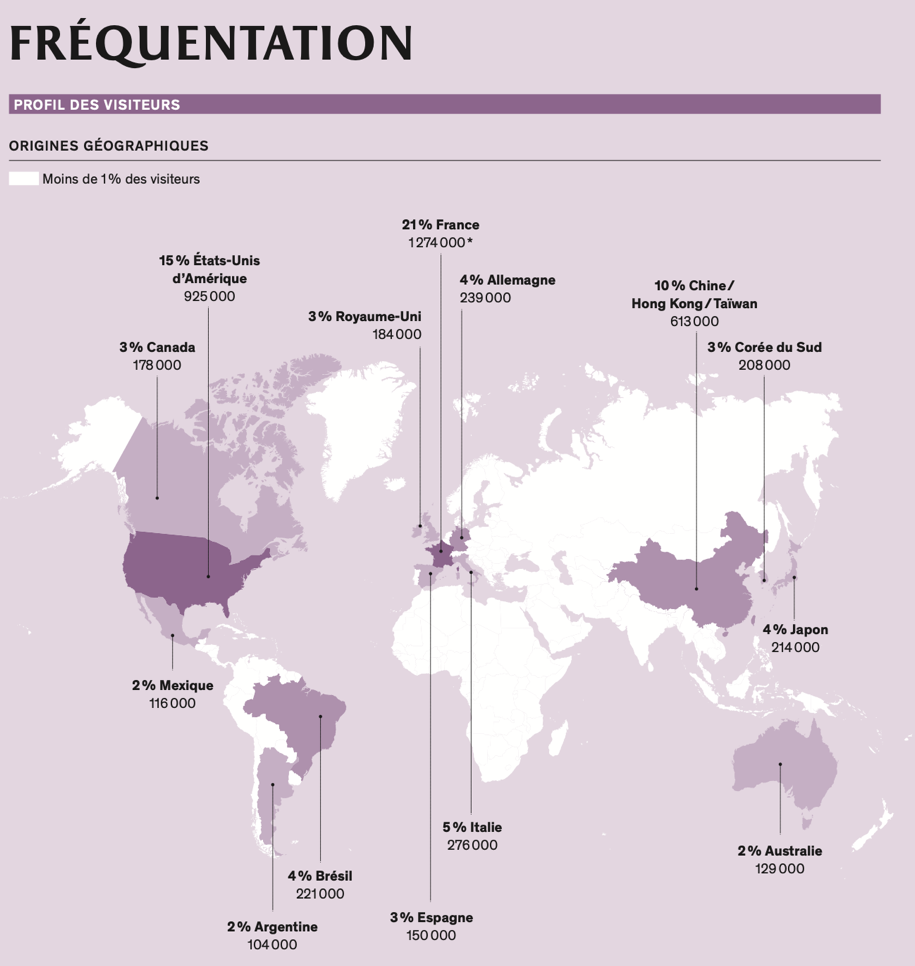 FRÉQUENTATION
PROFIL DES VISITEURS
ORIGINES GÉOGRAPHIQUES
Moins de 1% des visiteurs
21% France
1 274 000*
15% États-Unis
d'Amérique
925 000
4% Allemagne
239 000
10% Chine/
Hong Kong/Taïwan
613 000
3% Royaume-Uni
184 000
3% Canada
178 000
3% Corée du Sud
208 000
4% Japon
214 000
2% Mexique
116 000
5% Italie
276 000
2% Australie
129 000
4% Brésil
221 000
3% Espagne
150 000
2% Argentine
104 000